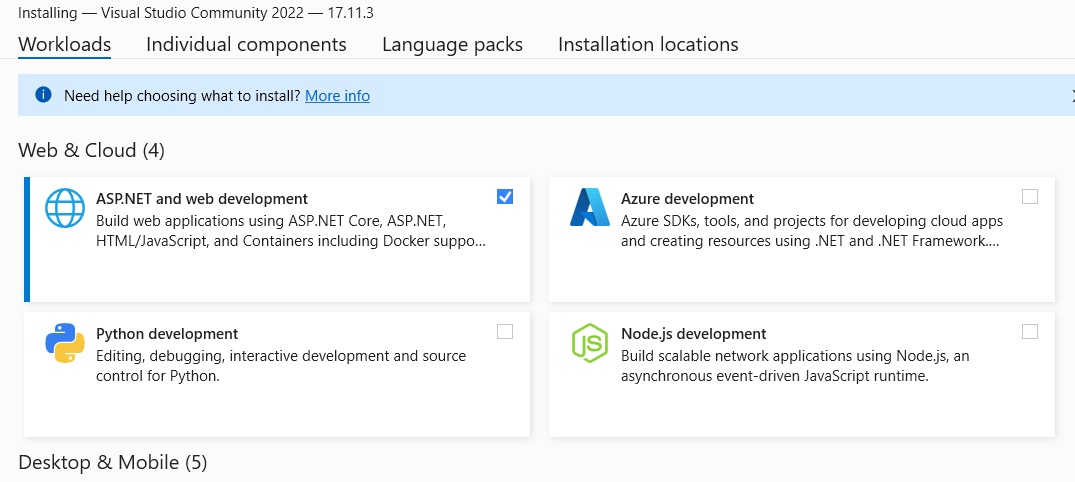 Installing — Visual Studio Community 2022 — 17.11.3
Workloads Individual components Language packs Installation locations
Need help choosing what to install? More info
Web & Cloud (4)
ASP.NET and web development
Build web applications using ASP.NET Core, ASP.NET,
HTML/JavaScript, and Containers including Docker suppo...
Azure development
Azure SDKs, tools, and projects for developing cloud apps
and creating resources using .NET and .NET Framework....
Python development
Editing, debugging, interactive development and source
control for Python.
Node.js development
Build scalable network applications using Node.js, an
asynchronous event-driven JavaScript runtime.
Desktop & Mobile (5)